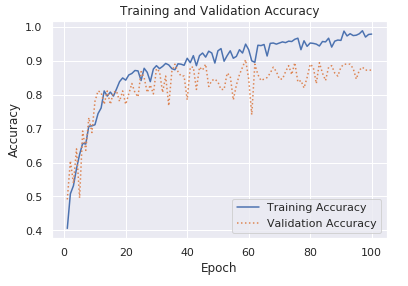 Training and Validation Accuracy
1.0
0.9
0.8
0.7
0.6
0.5
0.4
Accuracy
0
20
40
60
80
100
Epoch
Training Accuracy
Validation Accuracy